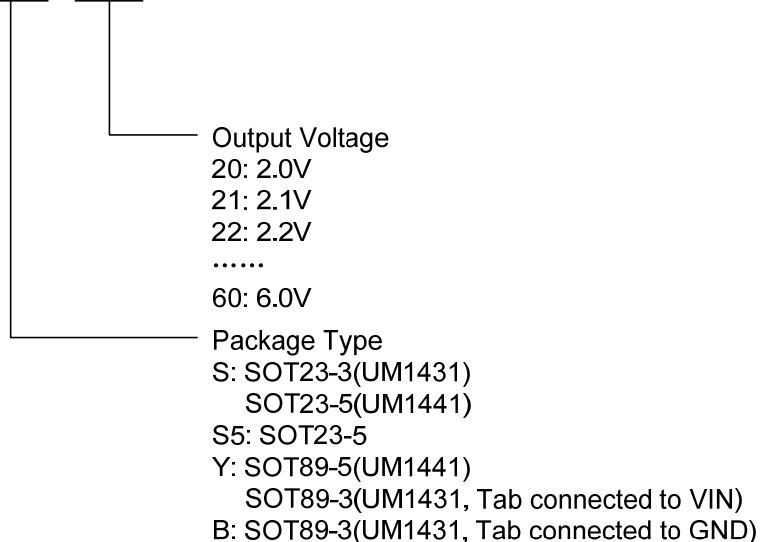 Output Voltage
20: 2.0V
21: 2.1V
22: 2.2V
……
60: 6.0V
Package Type
S: SOT23-3(UM1431)
SOT23-5(UM1441)
S5: SOT23-5
Y: SOT89-5(UM1441)
SOT89-3(UM1431, Tab connected to VIN)
B: SOT89-3(UM1431, Tab connected to GND)